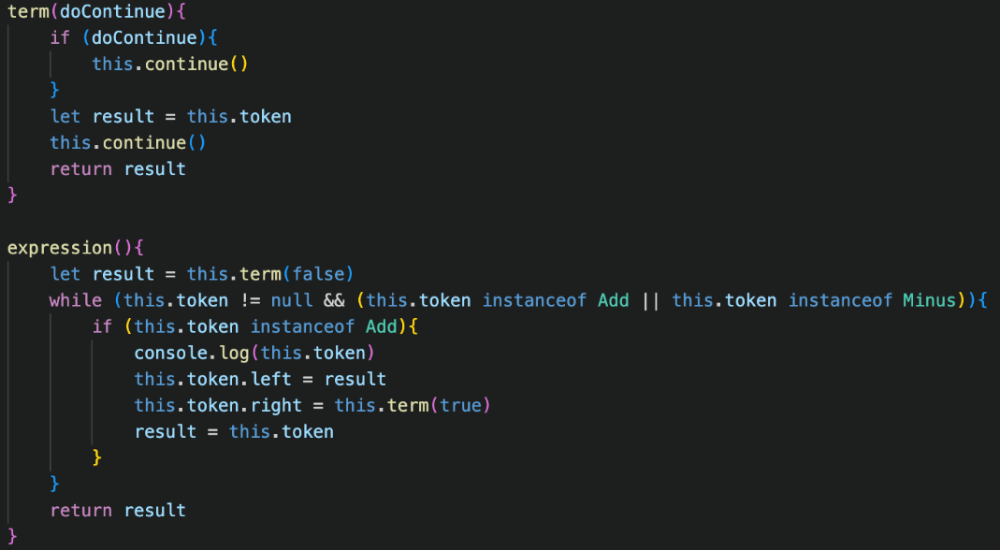 term(doContinue){
    if (doContinue){
        this.continue()
    }
    let result = this.token
    this.continue()
    return result
}

expression(){
    let result = this.term(false)
    while (this.token != null && (this.token instanceof Add || this.token instanceof Minus)){
        if (this.token instanceof Add){
            console.log(this.token)
            this.token.left = result
            this.token.right = this.term(true)
            result = this.token
        }
    }
    return result
}